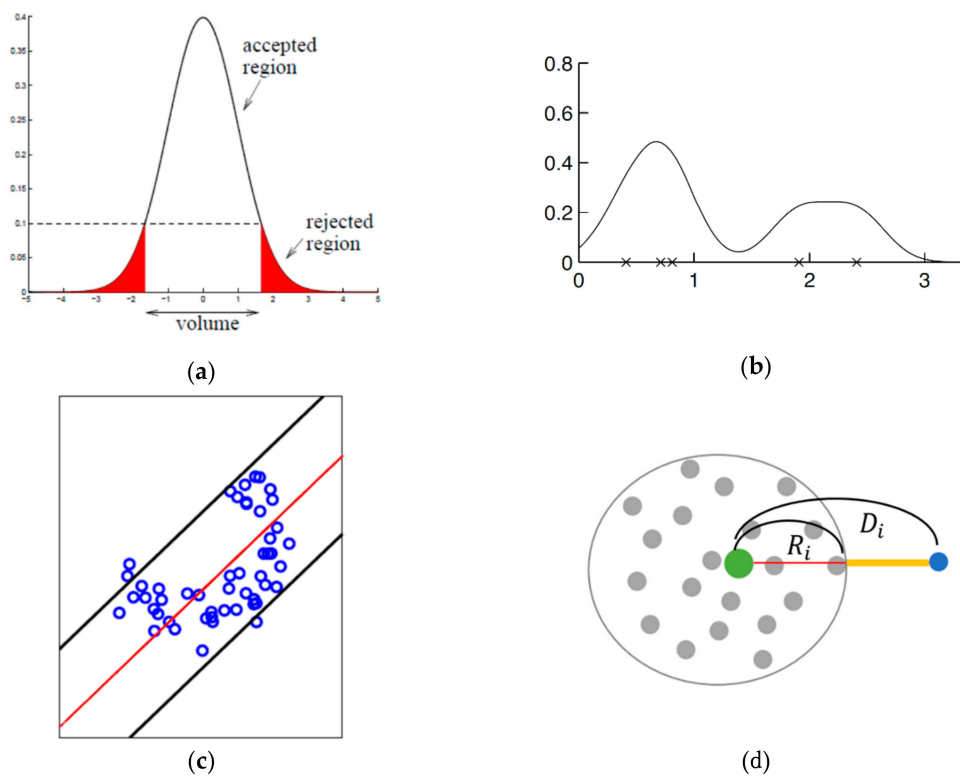 0.4
0.35
0.3
0.25
0.2
0.15
0.1
0.05
0
-5 -4 -3 -2 -1 0 1 2 3 4 5
accepted
region
rejected
region
volume
(a)
0.8
0.6
0.4
0.2
0
0 1 2 3
(b)
(c)
D_i
R_i
(d)